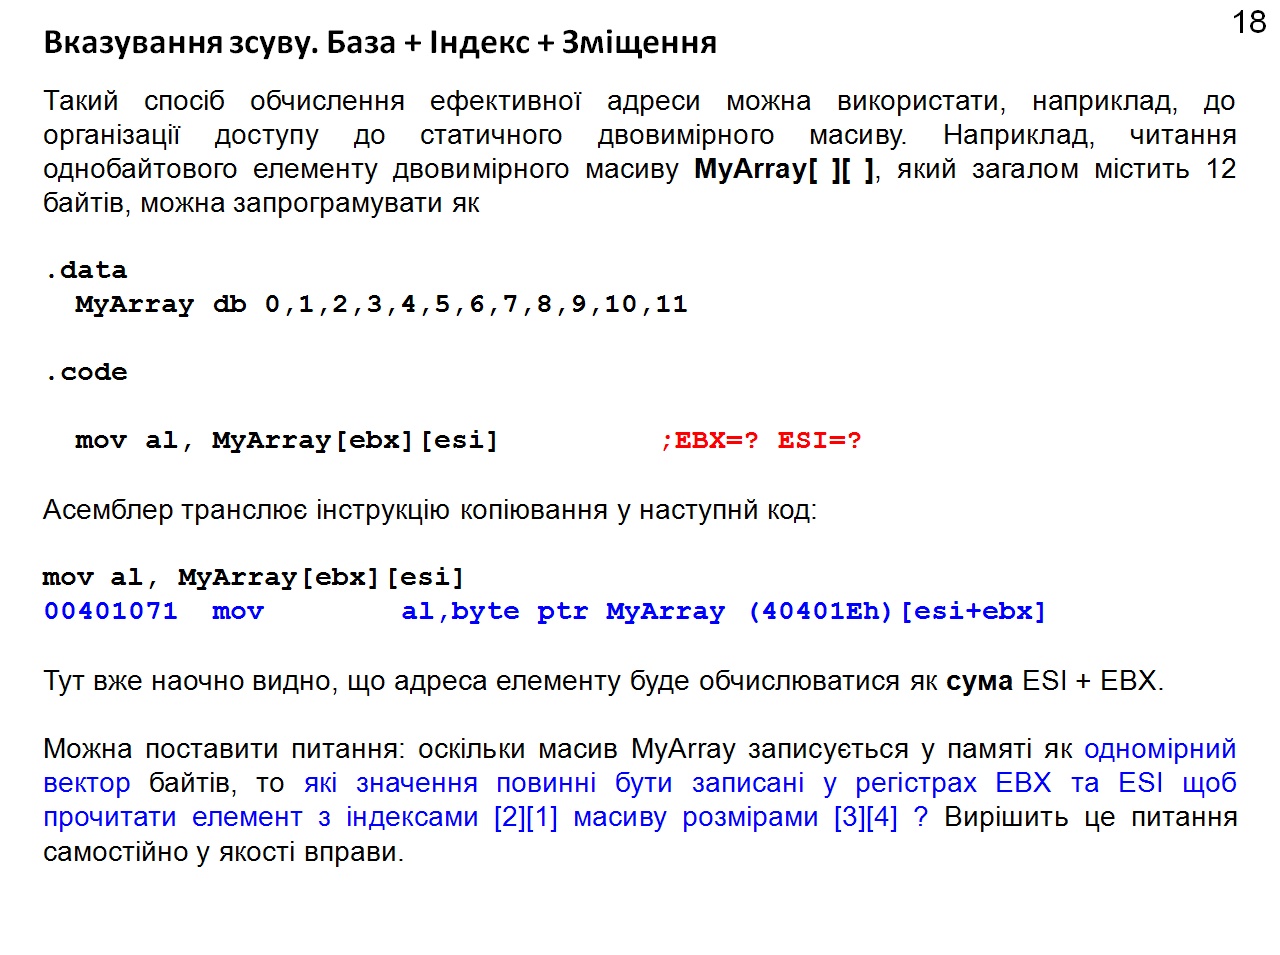 18
Вказування зсуву. База + Індекс + Зміщення
Такий спосіб обчислення ефективної адреси можна використати, наприклад, до
організації доступу до статичного двовимірного масиву. Наприклад, читання
однобайтового елементу двовимірного масиву MyArray[ ][ ], який загалом містить 12
байтів, можна запрограмувати як
.data
MyArray db 0,1,2,3,4,5,6,7,8,9,10,11
.code
mov al, MyArray[ebx][esi] ;EBX=? ESI=?
Асемблер транслює інструкцію копіювання у наступнй код:
mov al, MyArray[ebx][esi]
00401071 mov al,byte ptr MyArray (40401Eh)[esi+ebx]
Тут вже наочно видно, що адреса елементу буде обчислюватися як сума ESI + EBX.
Можна поставити питання: оскільки масив MyArray записується у памяті як одномірний
вектор байтів, то які значення повинні бути записані у регістрах EBX та ESI щоб
прочитати елемент з індексами [2][1] масиву розмірами [3][4] ? Вирішить це питання
самостійно у якості вправи.